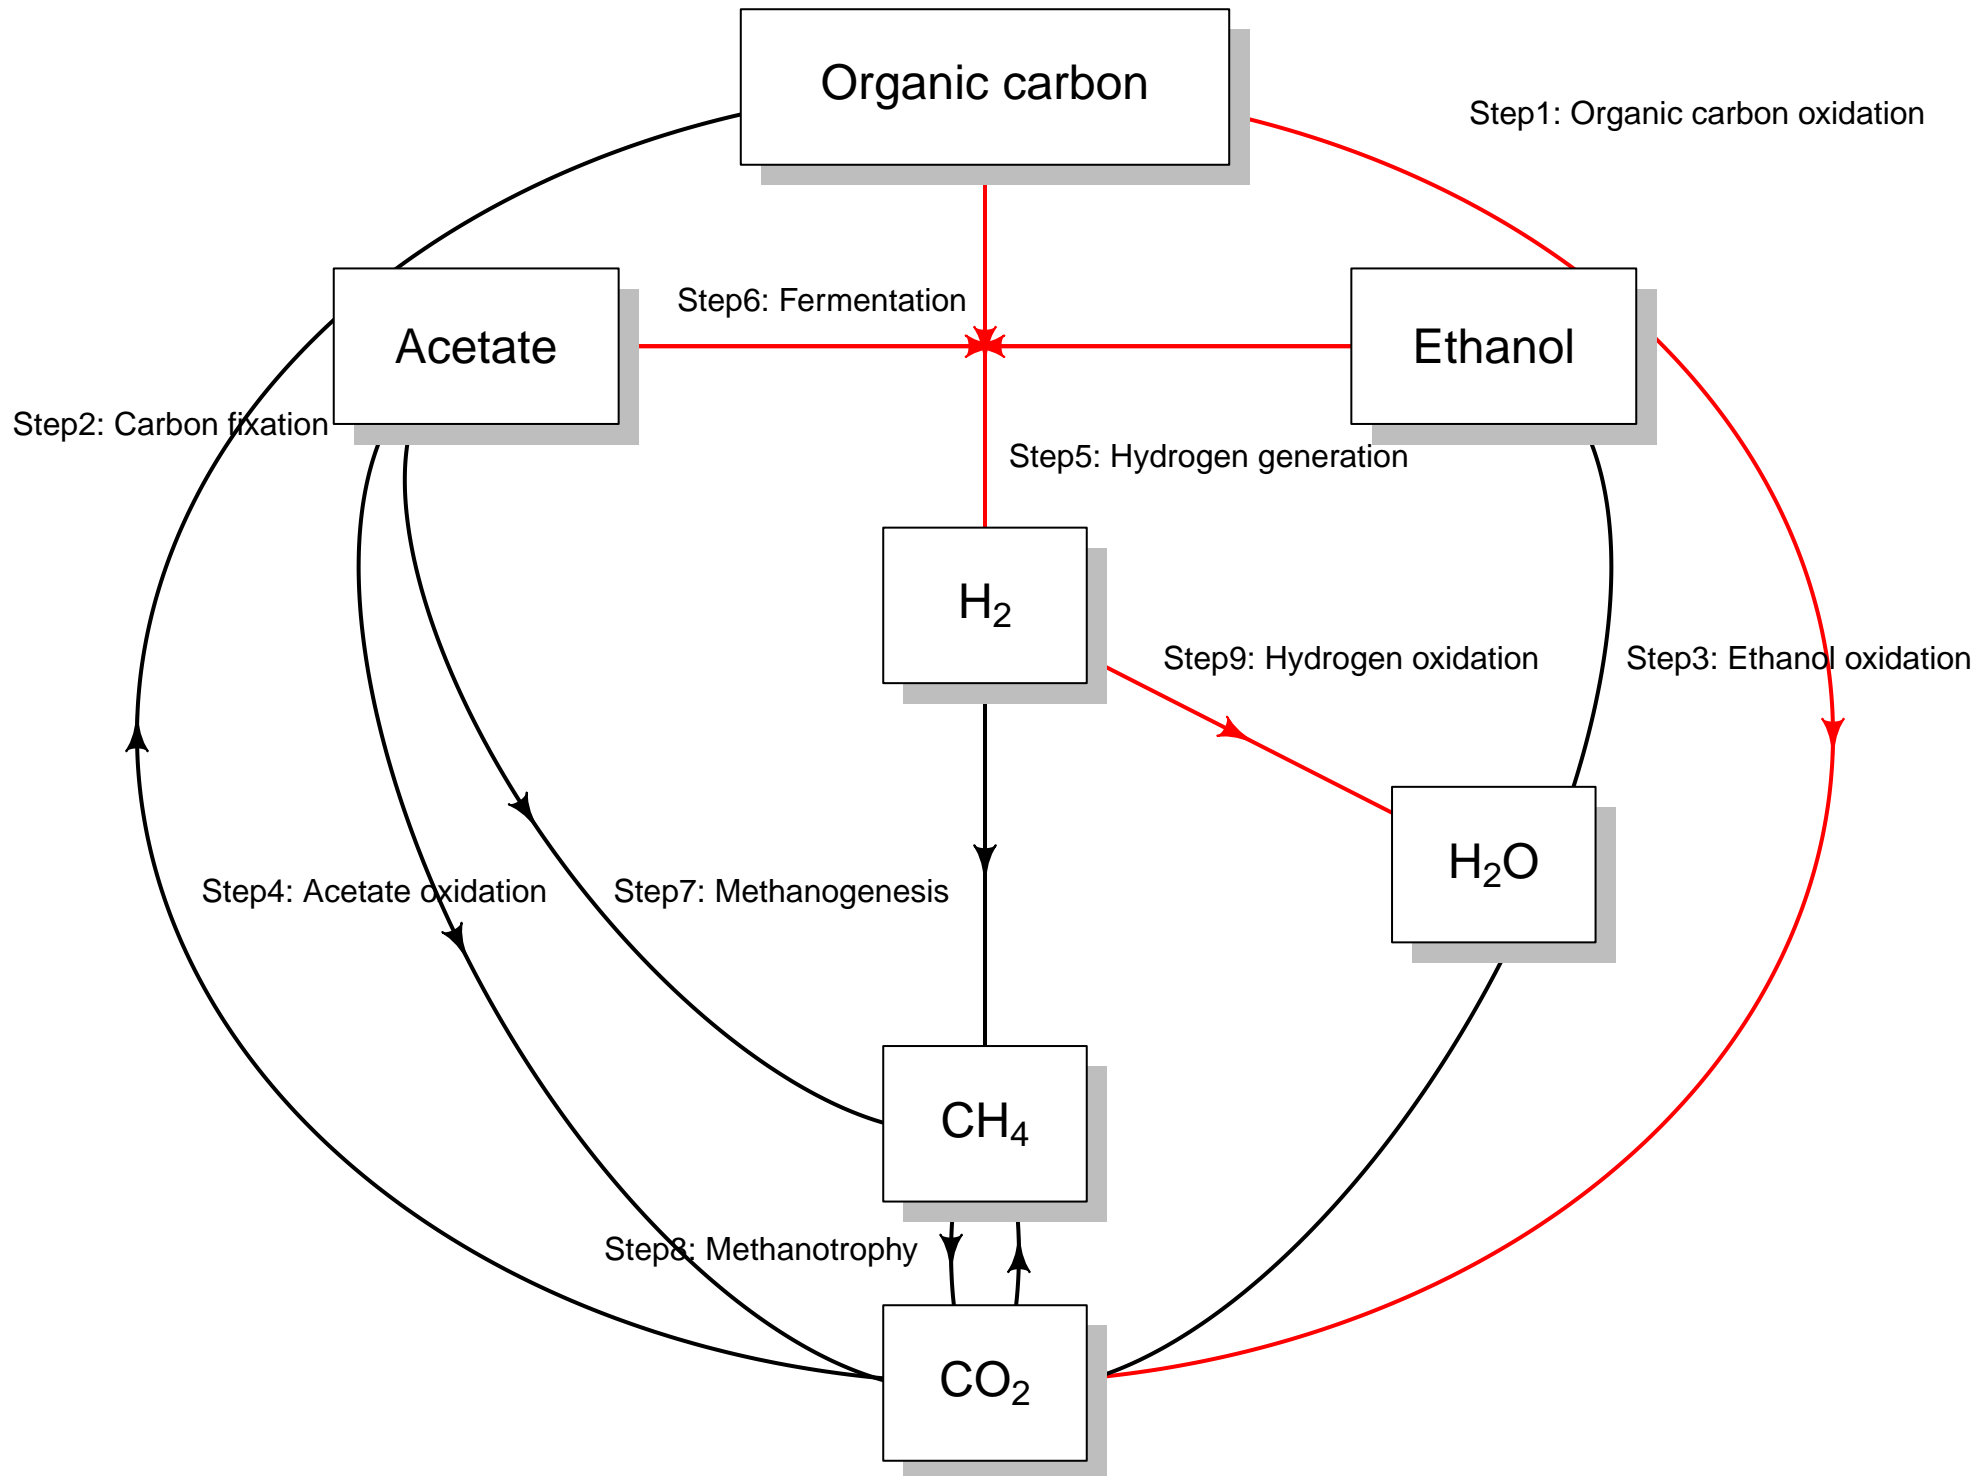 Organic carbon
Step1: Organic carbon oxidation
Step6: Fermentation
Acetate
Ethanol
Step2: Carbon fixation
Step5: Hydrogen generation
H₂
Step9: Hydrogen oxidation
Step3: Ethanol oxidation
H₂O
Step4: Acetate oxidation
Step7: Methanogenesis
CH₄
Step8: Methanotrophy
CO₂